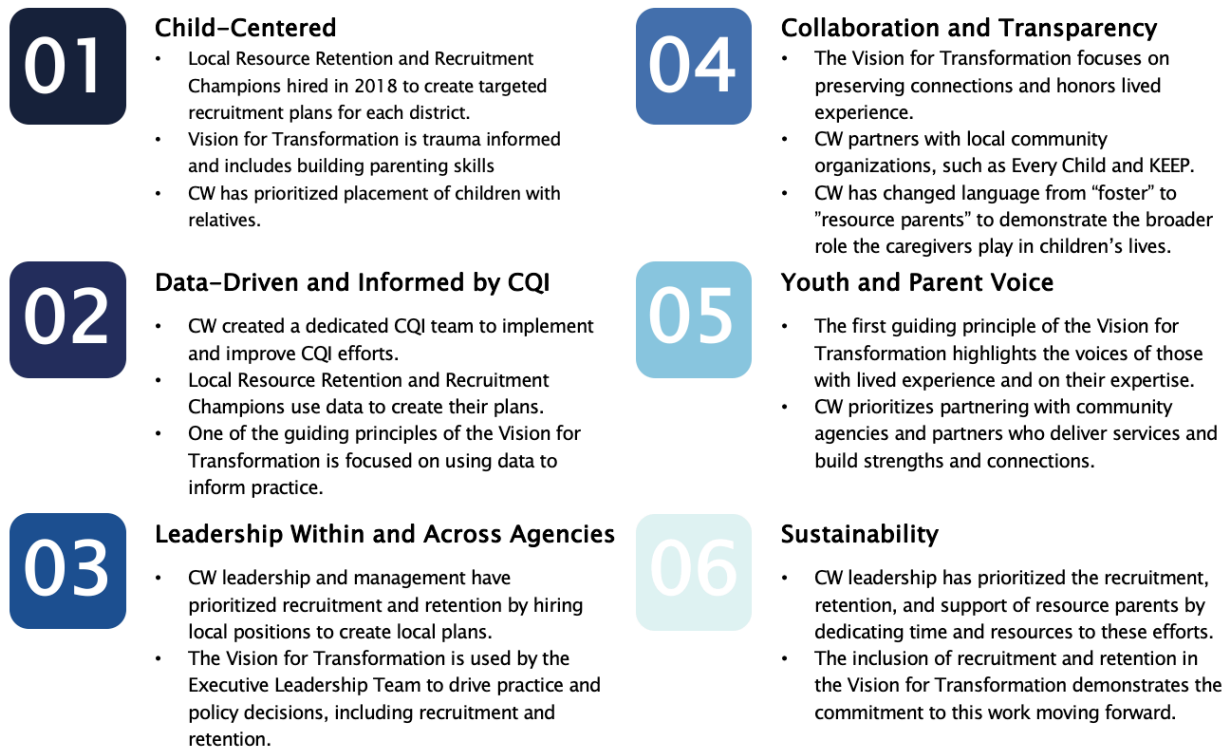 01
Child-Centered
• Local Resource Retention and Recruitment
Champions hired in 2018 to create targeted
recruitment plans for each district.
• Vision for Transformation is trauma informed
and includes building parenting skills
• CW has prioritized placement of children with
relatives.
02
Data-Driven and Informed by CQI
• CW created a dedicated CQI team to implement
and improve CQI efforts.
• Local Resource Retention and Recruitment
Champions use data to create their plans.
• One of the guiding principles of the Vision for
Transformation is focused on using data to
inform practice.
03
Leadership Within and Across Agencies
• CW leadership and management have
prioritized recruitment and retention by hiring
local positions to create local plans.
• The Vision for Transformation is used by the
Executive Leadership Team to drive practice and
policy decisions, including recruitment and
retention.
04
Collaboration and Transparency
• The Vision for Transformation focuses on
preserving connections and honors lived
experience.
• CW partners with local community
organizations, such as Every Child and KEEP.
• CW has changed language from “foster” to
”resource parents” to demonstrate the broader
role the caregivers play in children’s lives.
05
Youth and Parent Voice
• The first guiding principle of the Vision for
Transformation highlights the voices of those
with lived experience and on their expertise.
• CW prioritizes partnering with community
agencies and partners who deliver services and
build strengths and connections.
06
Sustainability
• CW leadership has prioritized the recruitment,
retention, and support of resource parents by
dedicating time and resources to these efforts.
• The inclusion of recruitment and retention in
the Vision for Transformation demonstrates the
commitment to this work moving forward.